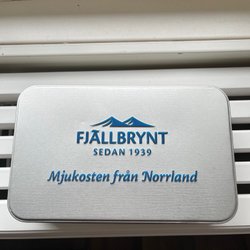 FJÄLLBRYNT
SEDAN 1939
Mjukosten från Norrland